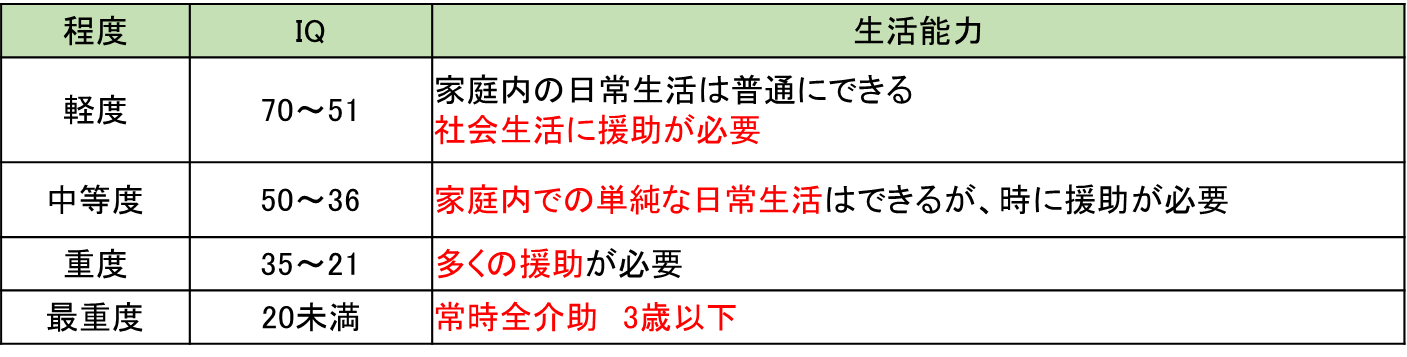 程度 IQ 生活能力
軽度 70～51 家庭内の日常生活は普通にできる
社会生活に援助が必要
中等度 50～36 家庭内での単純な日常生活はできるが、時に援助が必要
重度 35～21 多くの援助が必要
最重度 20未満 常時全介助　3歳以下